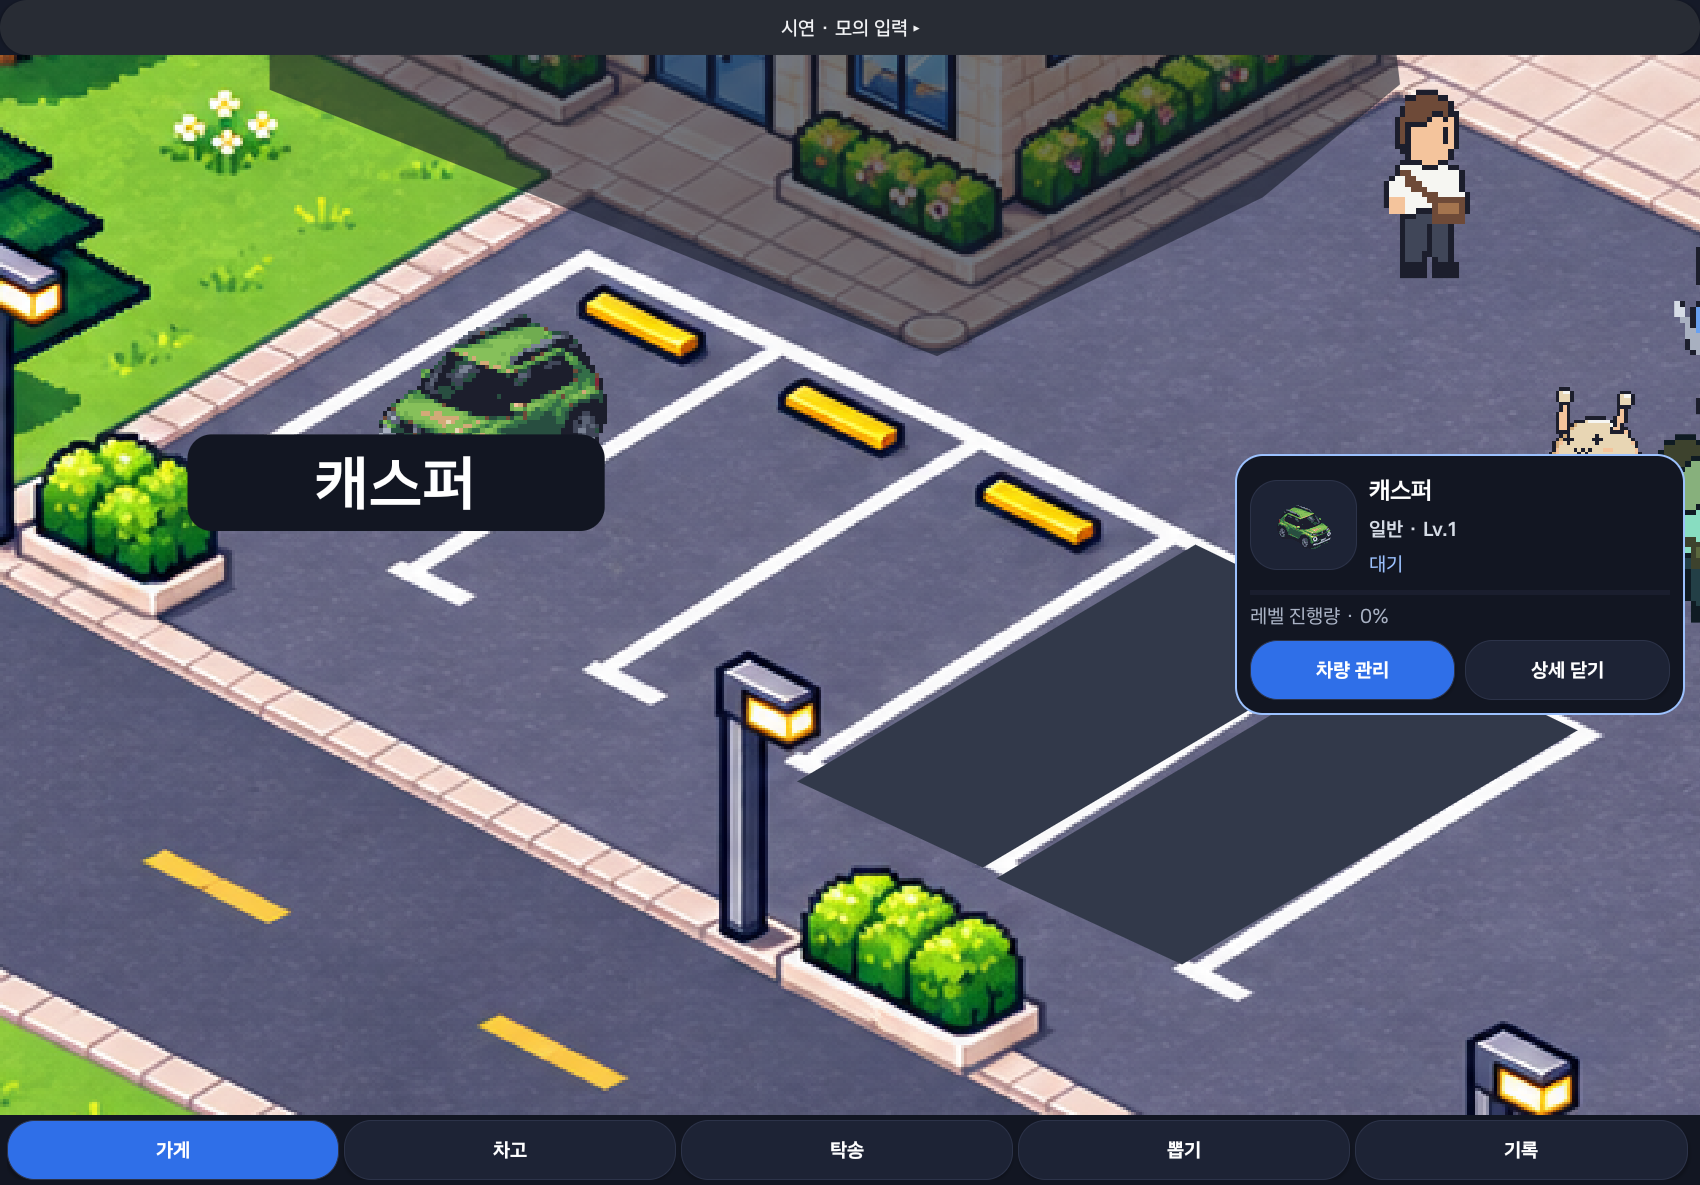 시연 · 모의 입력 ▸
캐스퍼
캐스퍼
일반 · Lv.1
대기
레벨 진행량 · 0%
차량 관리
상세 닫기
가게
차고
탁송
뽑기
기록